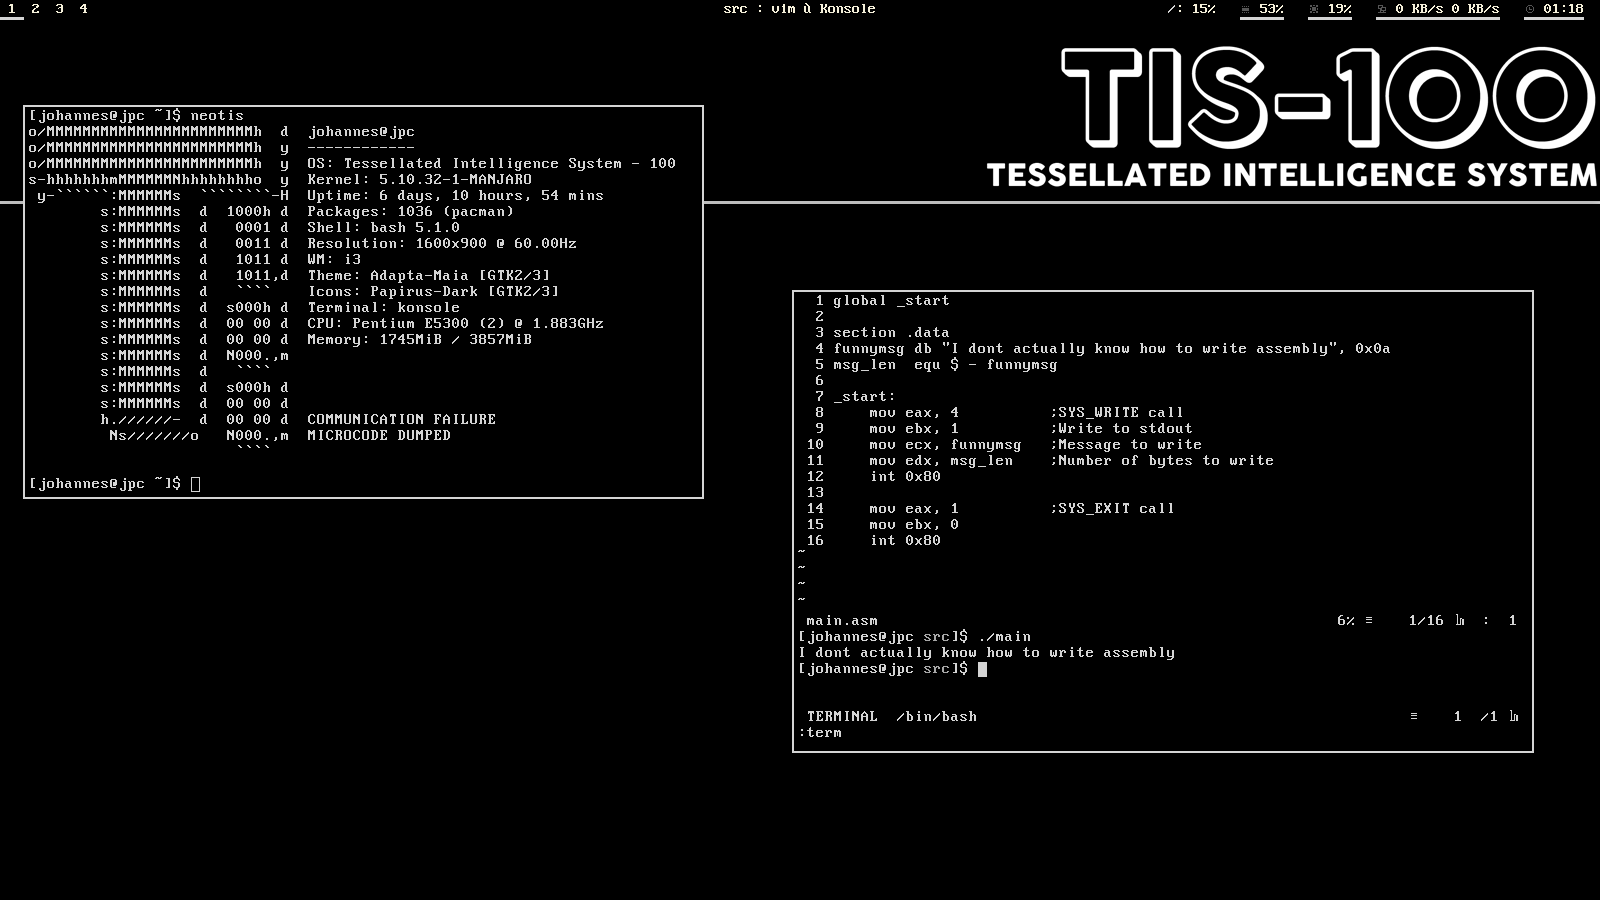 1 2 3 4 src : vim ù Konsole /: 15% 53% 19% 0 KB/s 0 KB/s 01:18
TIS-100
TESSELLATED INTELLIGENCE SYSTEM
[johannes@jpc ~]$ neotis
o/MMMMMMMMMMMMMMMMMMMMMMMh  d  johannes@jpc
o/MMMMMMMMMMMMMMMMMMMMMMMh  y  ------------
o/MMMMMMMMMMMMMMMMMMMMMMMh  y  OS: Tessellated Intelligence System - 100
s-hhhhhhhmMMMMMMNhhhhhhhho  y  Kernel: 5.10.32-1-MANJARO
 y-``````:MMMMMMs  ````````-H  Uptime: 6 days, 10 hours, 54 mins
        s:MMMMMMs  d  1000h d  Packages: 1036 (pacman)
        s:MMMMMMs  d   0001 d  Shell: bash 5.1.0
        s:MMMMMMs  d   0011 d  Resolution: 1600x900 @ 60.00Hz
        s:MMMMMMs  d   1011 d  WM: i3
        s:MMMMMMs  d   1011,d  Theme: Adapta-Maia [GTK2/3]
        s:MMMMMMs  d   ````    Icons: Papirus-Dark [GTK2/3]
        s:MMMMMMs  d  s000h d  Terminal: konsole
        s:MMMMMMs  d  00 00 d  CPU: Pentium E5300 (2) @ 1.883GHz
        s:MMMMMMs  d  00 00 d  Memory: 1745MiB / 3857MiB
        s:MMMMMMs  d  N000.,m
        s:MMMMMMs  d   ````
        s:MMMMMMs  d  s000h d
        s:MMMMMMs  d  00 00 d
        h.//////-  d  00 00 d  COMMUNICATION FAILURE
         Ns///////o   N000.,m  MICROCODE DUMPED
                       ````
[johannes@jpc ~]$
1 global _start
2
3 section .data
4 funnymsg db "I dont actually know how to write assembly", 0x0a
5 msg_len  equ $ - funnymsg
6
7 _start:
8     mov eax, 4          ;SYS_WRITE call
9     mov ebx, 1          ;Write to stdout
10     mov ecx, funnymsg   ;Message to write
11     mov edx, msg_len    ;Number of bytes to write
12     int 0x80
13
14     mov eax, 1          ;SYS_EXIT call
15     mov ebx, 0
16     int 0x80
~
~
~
~
main.asm 6% ≡ 1/16 ㏑ : 1
[johannes@jpc src]$ ./main
I dont actually know how to write assembly
[johannes@jpc src]$
TERMINAL /bin/bash ≡ 1 /1 ㏑
:term